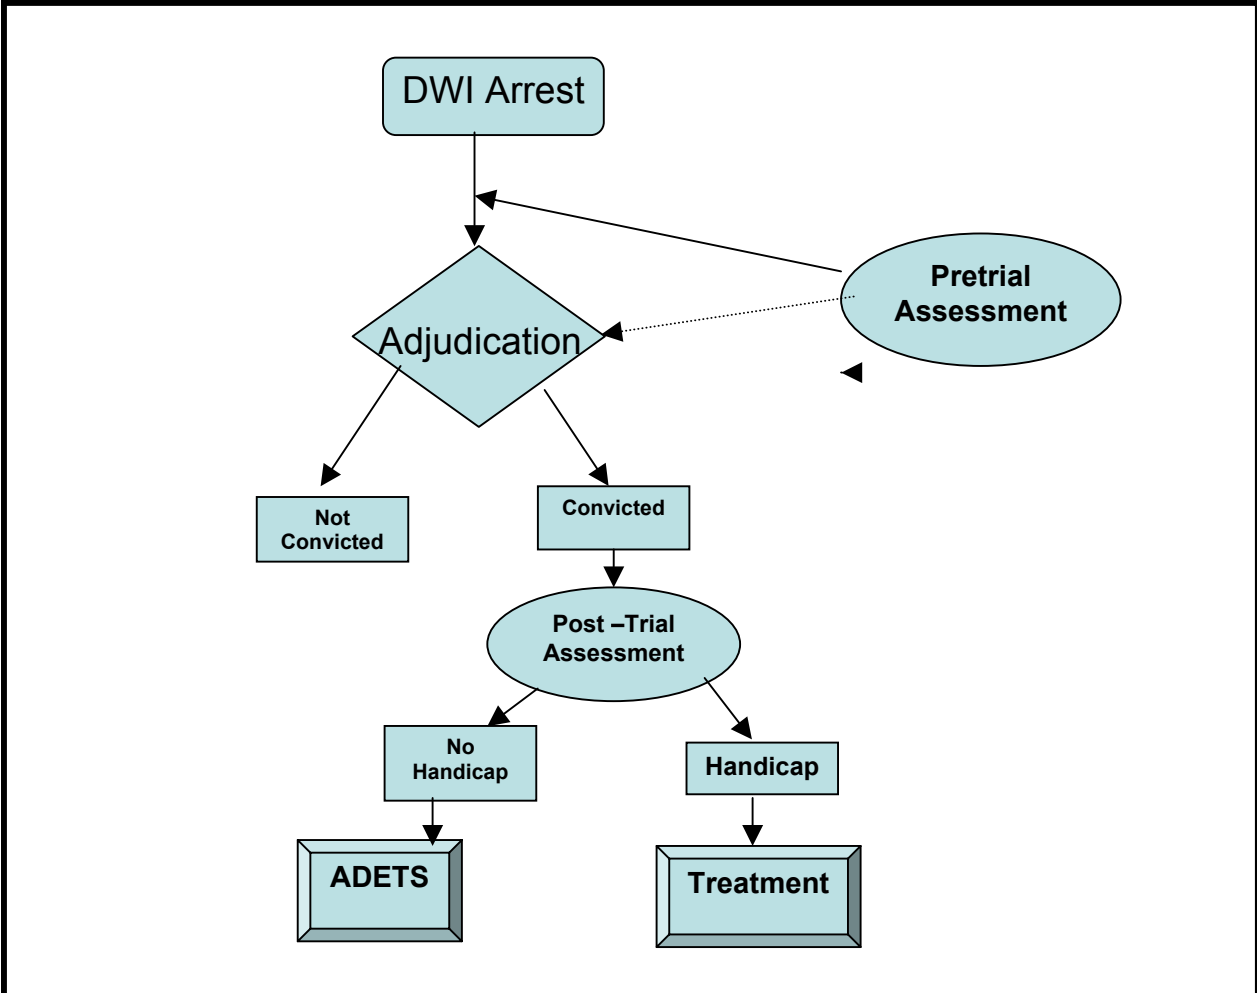 DWI Arrest
Pretrial
Assessment
Adjudication
Not
Convicted
Convicted
Post –Trial
Assessment
No
Handicap
Handicap
ADETS
Treatment